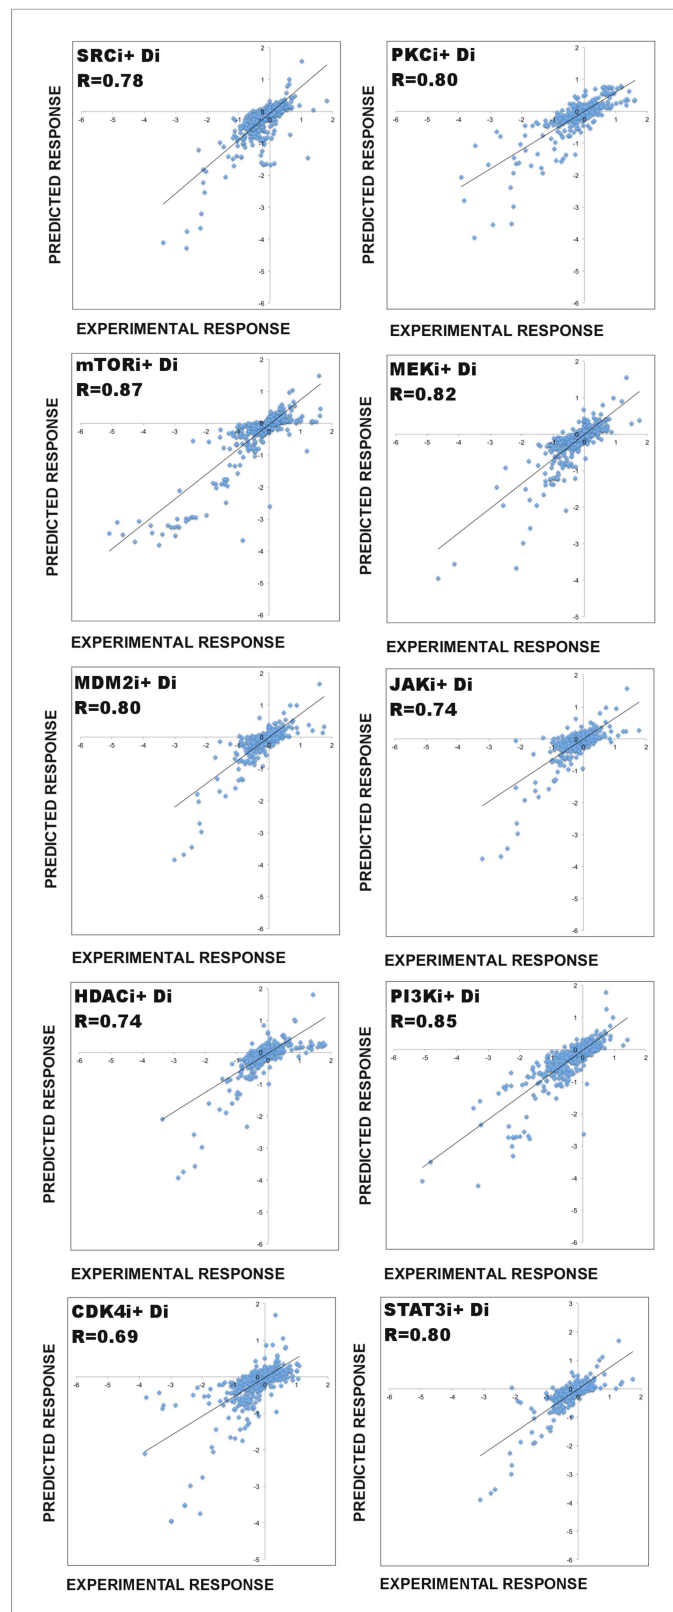 SRCi+ Di
R=0.78
PREDICTED RESPONSE
EXPERIMENTAL RESPONSE
PKCi+ Di
R=0.80
PREDICTED RESPONSE
EXPERIMENTAL RESPONSE
mTORi+ Di
R=0.87
PREDICTED RESPONSE
EXPERIMENTAL RESPONSE
MEKi+ Di
R=0.82
PREDICTED RESPONSE
EXPERIMENTAL RESPONSE
MDM2i+ Di
R=0.80
PREDICTED RESPONSE
EXPERIMENTAL RESPONSE
JAKi+ Di
R=0.74
PREDICTED RESPONSE
EXPERIMENTAL RESPONSE
HDACi+ Di
R=0.74
PREDICTED RESPONSE
EXPERIMENTAL RESPONSE
PI3Ki+ Di
R=0.85
PREDICTED RESPONSE
EXPERIMENTAL RESPONSE
CDK4i+ Di
R=0.69
PREDICTED RESPONSE
EXPERIMENTAL RESPONSE
STAT3i+ Di
R=0.80
PREDICTED RESPONSE
EXPERIMENTAL RESPONSE